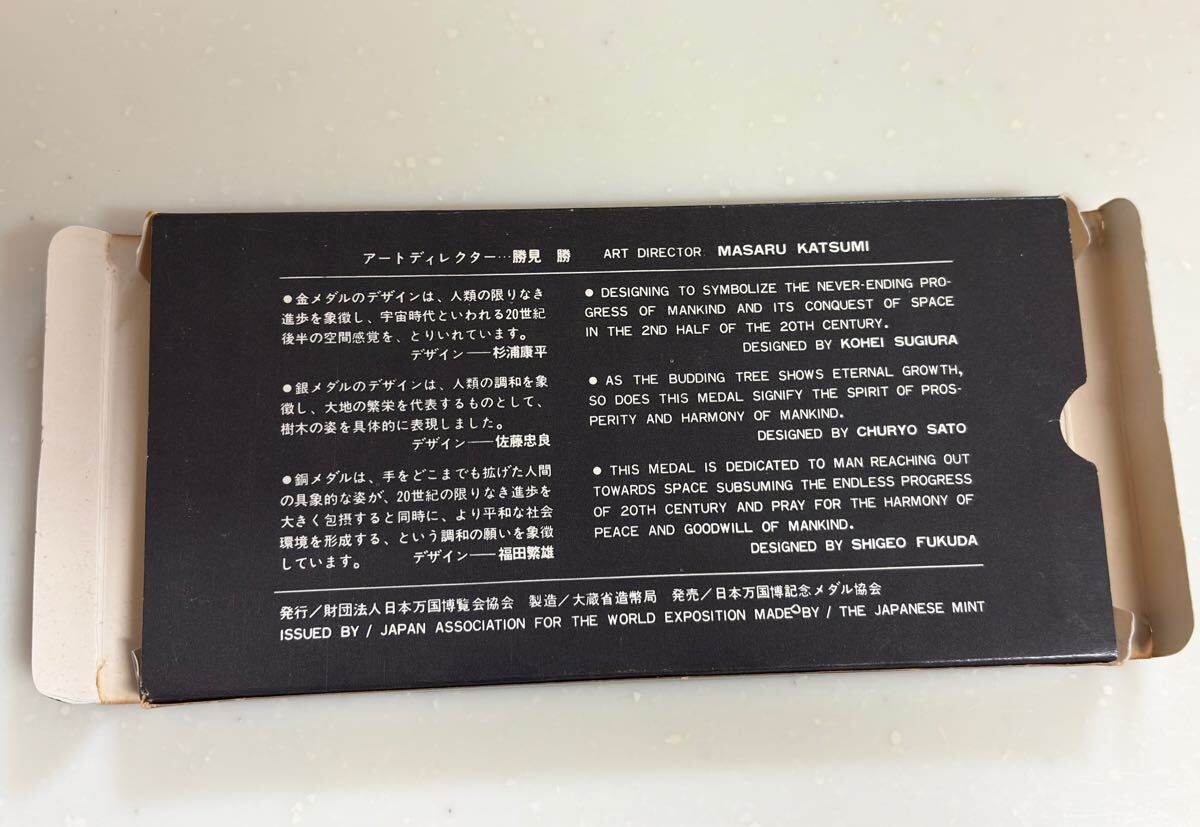 アートディレクター…勝見 勝 ART DIRECTOR MASARU KATSUMI
●金メダルのデザインは、人類の限りなき
進歩を象徴し、宇宙時代といわれる20世紀
後半の空間感覚を、とりいれています。
デザイン──杉浦康平
●銀メダルのデザインは、人類の調和を象
徴し、大地の繁栄を代表するものとして、
樹木の姿を具体的に表現しました。
デザイン──佐藤忠良
●銅メダルは、手をどこまでも拡げた人間
の具象的な姿が、20世紀の限りなき進歩を
大きく包摂すると同時に、より平和な社会
環境を形成する、という調和の願いを象徴
しています。 デザイン──福田繁雄
● DESIGNING TO SYMBOLIZE THE NEVER-ENDING PRO-
GRESS OF MANKIND AND ITS CONQUEST OF SPACE
IN THE 2ND HALF OF THE 20TH CENTURY.
DESIGNED BY KOHEI SUGIURA
● AS THE BUDDING TREE SHOWS ETERNAL GROWTH,
SO DOES THIS MEDAL SIGNIFY THE SPIRIT OF PROS-
PERITY AND HARMONY OF MANKIND.
DESIGNED BY CHURYO SATO
● THIS MEDAL IS DEDICATED TO MAN REACHING OUT
TOWARDS SPACE SUBSUMING THE ENDLESS PROGRESS
OF 20TH CENTURY AND PRAY FOR THE HARMONY OF
PEACE AND GOODWILL OF MANKIND.
DESIGNED BY SHIGEO FUKUDA
発行／財団法人日本万国博覧会協会 製造／大蔵省造幣局 発売／日本万国博記念メダル協会
ISSUED BY / JAPAN ASSOCIATION FOR THE WORLD EXPOSITION MADE BY / THE JAPANESE MINT